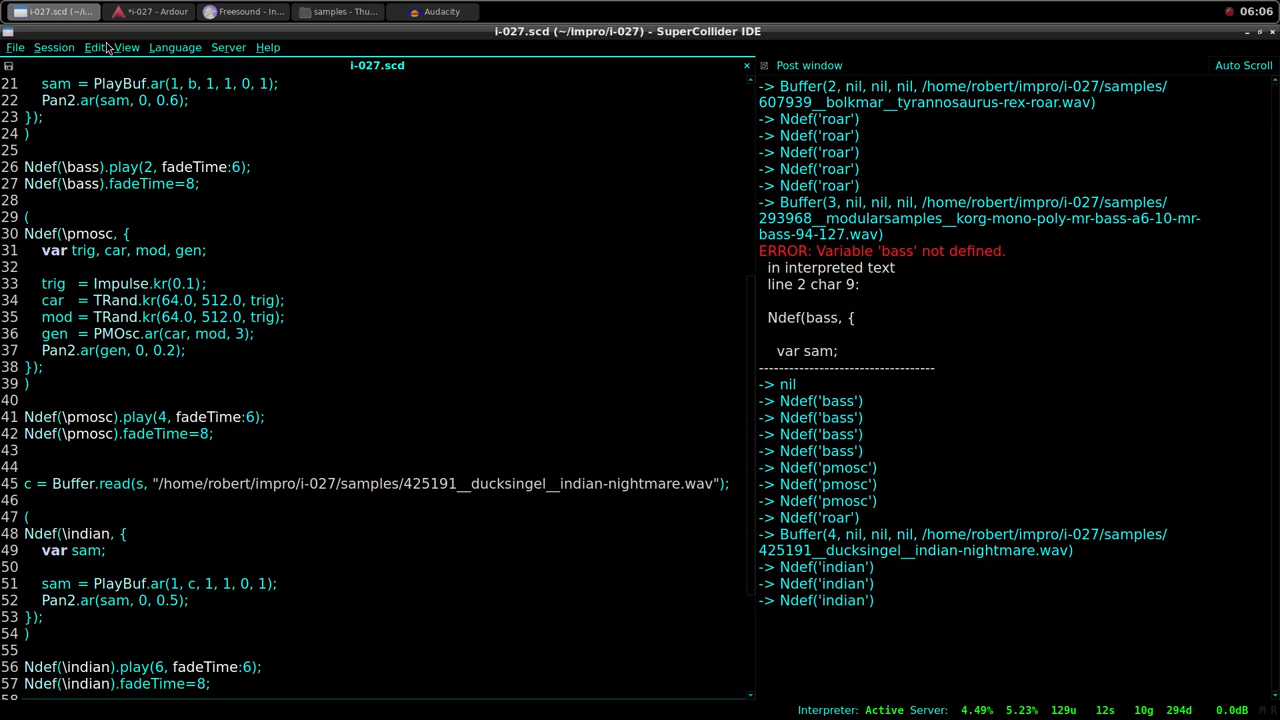 i-027.scd (~/i...
*i-027 - Ardour
Freesound - In...
samples - Thu...
Audacity
06:06
i-027.scd (~/impro/i-027) - SuperCollider IDE
File Session Edit View Language Server Help
i-027.scd
21 sam = PlayBuf.ar(1, b, 1, 1, 0, 1);
22 Pan2.ar(sam, 0, 0.6);
23 });
24 )
25
26 Ndef(\bass).play(2, fadeTime:6);
27 Ndef(\bass).fadeTime=8;
28
29 (
30 Ndef(\pmosc, {
31 var trig, car, mod, gen;
32
33 trig = Impulse.kr(0.1);
34 car = TRand.kr(64.0, 512.0, trig);
35 mod = TRand.kr(64.0, 512.0, trig);
36 gen = PMOsc.ar(car, mod, 3);
37 Pan2.ar(gen, 0, 0.2);
38 });
39 )
40
41 Ndef(\pmosc).play(4, fadeTime:6);
42 Ndef(\pmosc).fadeTime=8;
43
44
45 c = Buffer.read(s, "/home/robert/impro/i-027/samples/425191__ducksingel__indian-nightmare.wav");
46
47 (
48 Ndef(\indian, {
49 var sam;
50
51 sam = PlayBuf.ar(1, c, 1, 1, 0, 1);
52 Pan2.ar(sam, 0, 0.5);
53 });
54 )
55
56 Ndef(\indian).play(6, fadeTime:6);
57 Ndef(\indian).fadeTime=8;
58
Post window
Auto Scroll
-> Buffer(2, nil, nil, nil, /home/robert/impro/i-027/samples/
607939__bolkmar__tyrannosaurus-rex-roar.wav)
-> Ndef('roar')
-> Ndef('roar')
-> Ndef('roar')
-> Ndef('roar')
-> Ndef('roar')
-> Buffer(3, nil, nil, nil, /home/robert/impro/i-027/samples/
293968__modularsamples__korg-mono-poly-mr-bass-a6-10-mr-
bass-94-127.wav)
ERROR: Variable 'bass' not defined.
in interpreted text
line 2 char 9:
Ndef(bass, {
var sam;
-----------------------------------
-> nil
-> Ndef('bass')
-> Ndef('bass')
-> Ndef('bass')
-> Ndef('bass')
-> Ndef('pmosc')
-> Ndef('pmosc')
-> Ndef('pmosc')
-> Ndef('roar')
-> Buffer(4, nil, nil, nil, /home/robert/impro/i-027/samples/
425191__ducksingel__indian-nightmare.wav)
-> Ndef('indian')
-> Ndef('indian')
-> Ndef('indian')
Interpreter: Active Server: 4.49% 5.23% 129u 12s 10g 294d 0.0dB M R